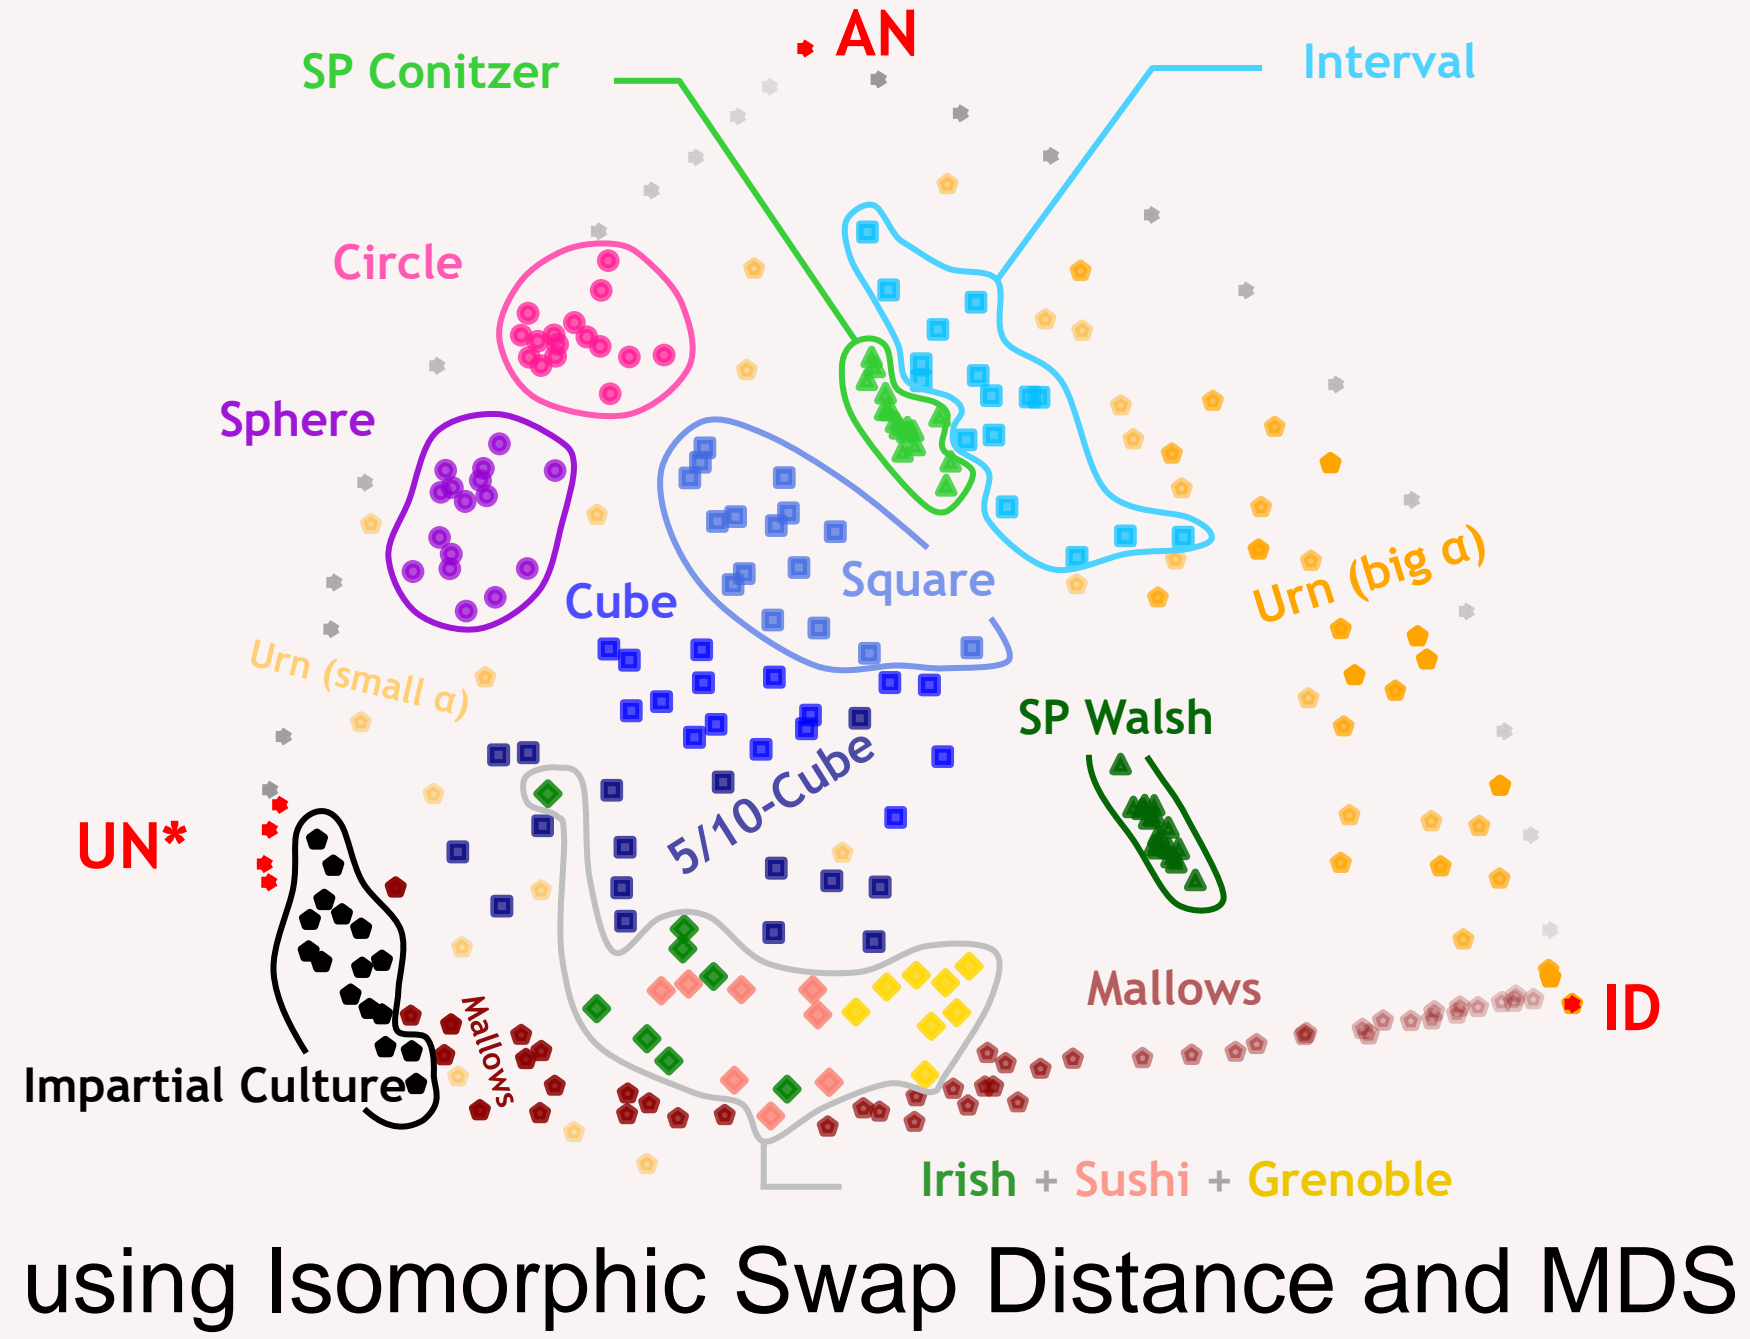 AN
SP Conitzer
Interval
Circle
Sphere
Square
Cube
Urn (big α)
Urn (small α)
SP Walsh
5/10-Cube
UN*
Mallows
ID
Mallows
Impartial Culture
Irish + Sushi + Grenoble
using Isomorphic Swap Distance and MDS